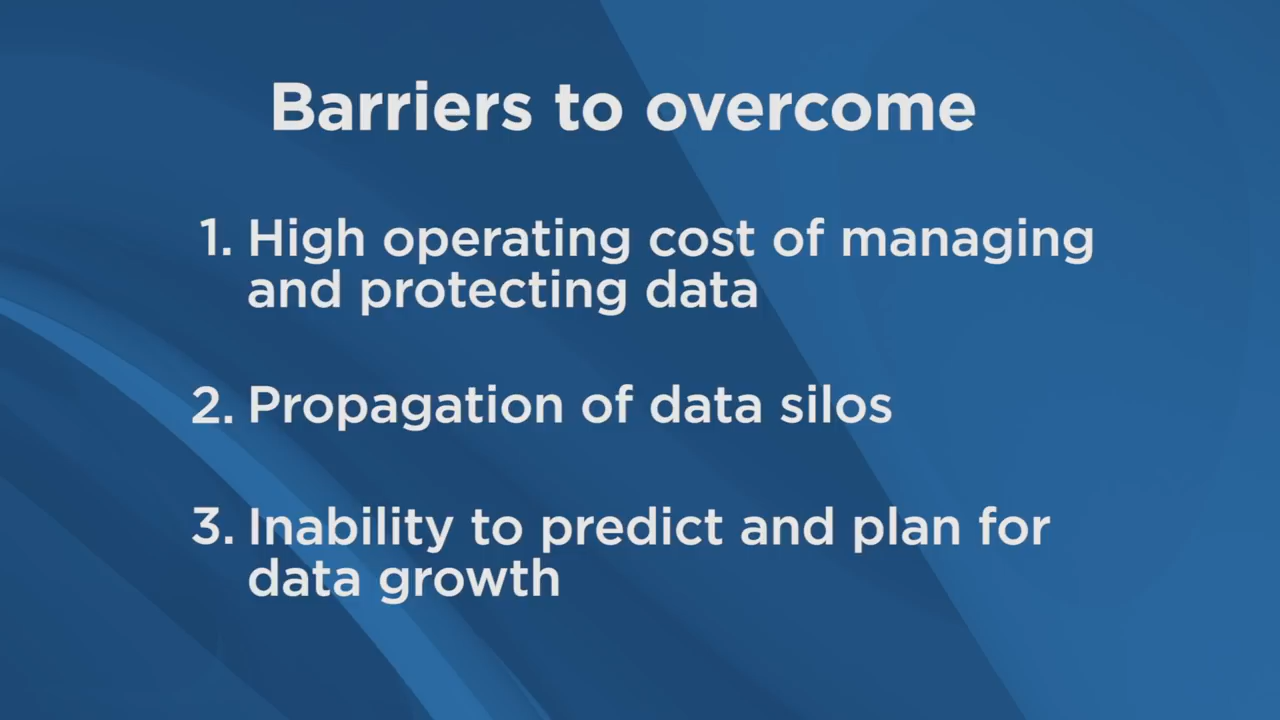 Barriers to overcome
1. High operating cost of managing
and protecting data
2. Propagation of data silos
3. Inability to predict and plan for
data growth